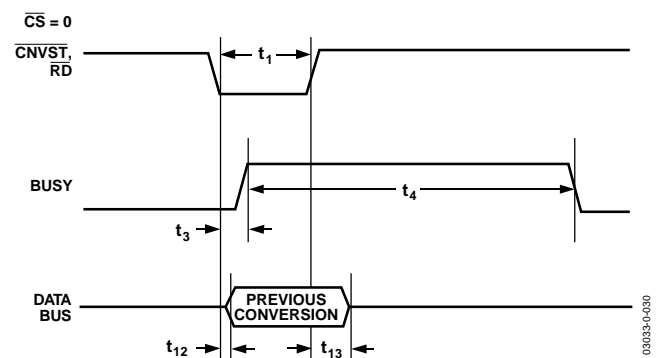 CS = 0
CNVST,
RD
t1
BUSY
t4
t3
DATA
BUS
PREVIOUS
CONVERSION
t12
t13
03033-0-030